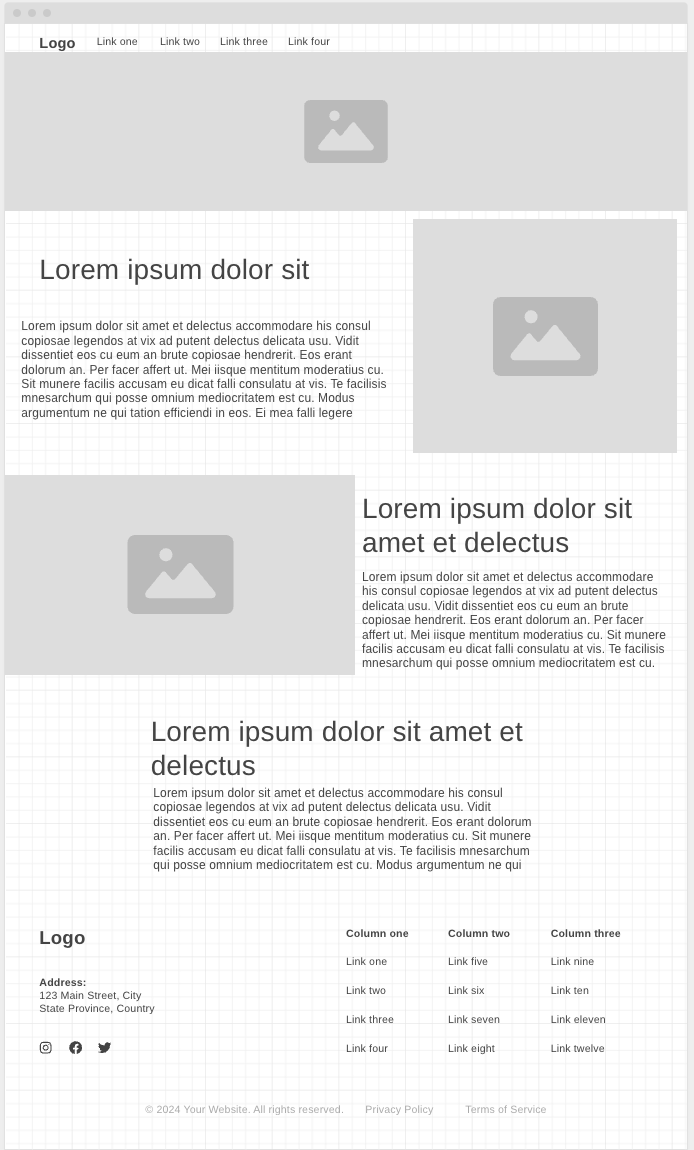 Logo Link one Link two Link three Link four
Lorem ipsum dolor sit
Lorem ipsum dolor sit amet et delectus accommodare his consul
copiosae legendos at vix ad putent delectus delicata usu. Vidit
dissentiet eos cu eum an brute copiosae hendrerit. Eos erant
dolorum an. Per facer affert ut. Mei iisque mentitum moderatius cu.
Sit munere facilis accusam eu dicat falli consulatu at vis. Te facilisis
mnesarchum qui posse omnium mediocritatem est cu. Modus
argumentum ne qui tation efficiendi in eos. Ei mea falli legere
Lorem ipsum dolor sit
amet et delectus
Lorem ipsum dolor sit amet et delectus accommodare
his consul copiosae legendos at vix ad putent delectus
delicata usu. Vidit dissentiet eos cu eum an brute
copiosae hendrerit. Eos erant dolorum an. Per facer
affert ut. Mei iisque mentitum moderatius cu. Sit munere
facilis accusam eu dicat falli consulatu at vis. Te facilisis
mnesarchum qui posse omnium mediocritatem est cu.
Lorem ipsum dolor sit amet et
delectus
Lorem ipsum dolor sit amet et delectus accommodare his consul
copiosae legendos at vix ad putent delectus delicata usu. Vidit
dissentiet eos cu eum an brute copiosae hendrerit. Eos erant dolorum
an. Per facer affert ut. Mei iisque mentitum moderatius cu. Sit munere
facilis accusam eu dicat falli consulatu at vis. Te facilisis mnesarchum
qui posse omnium mediocritatem est cu. Modus argumentum ne qui
Logo
Address:
123 Main Street, City
State Province, Country
Column one
Link one
Link two
Link three
Link four
Column two
Link five
Link six
Link seven
Link eight
Column three
Link nine
Link ten
Link eleven
Link twelve
© 2024 Your Website. All rights reserved. Privacy Policy Terms of Service